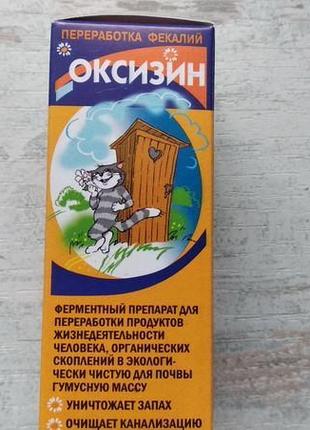 ПЕРЕРАБОТКА ФЕКАЛИЙ
ОКСИЗИН
ФЕРМЕНТНЫЙ ПРЕПАРАТ ДЛЯ
ПЕРЕРАБОТКИ ПРОДУКТОВ
ЖИЗНЕДЕЯТЕЛЬНОСТИ
ЧЕЛОВЕКА, ОРГАНИЧЕСКИХ
СКОПЛЕНИЙ В ЭКОЛОГИ-
ЧЕСКИ ЧИСТУЮ ДЛЯ ПОЧВЫ
ГУМУСНУЮ МАССУ
УНИЧТОЖАЕТ ЗАПАХ
ОЧИЩАЕТ КАНАЛИЗАЦИЮ